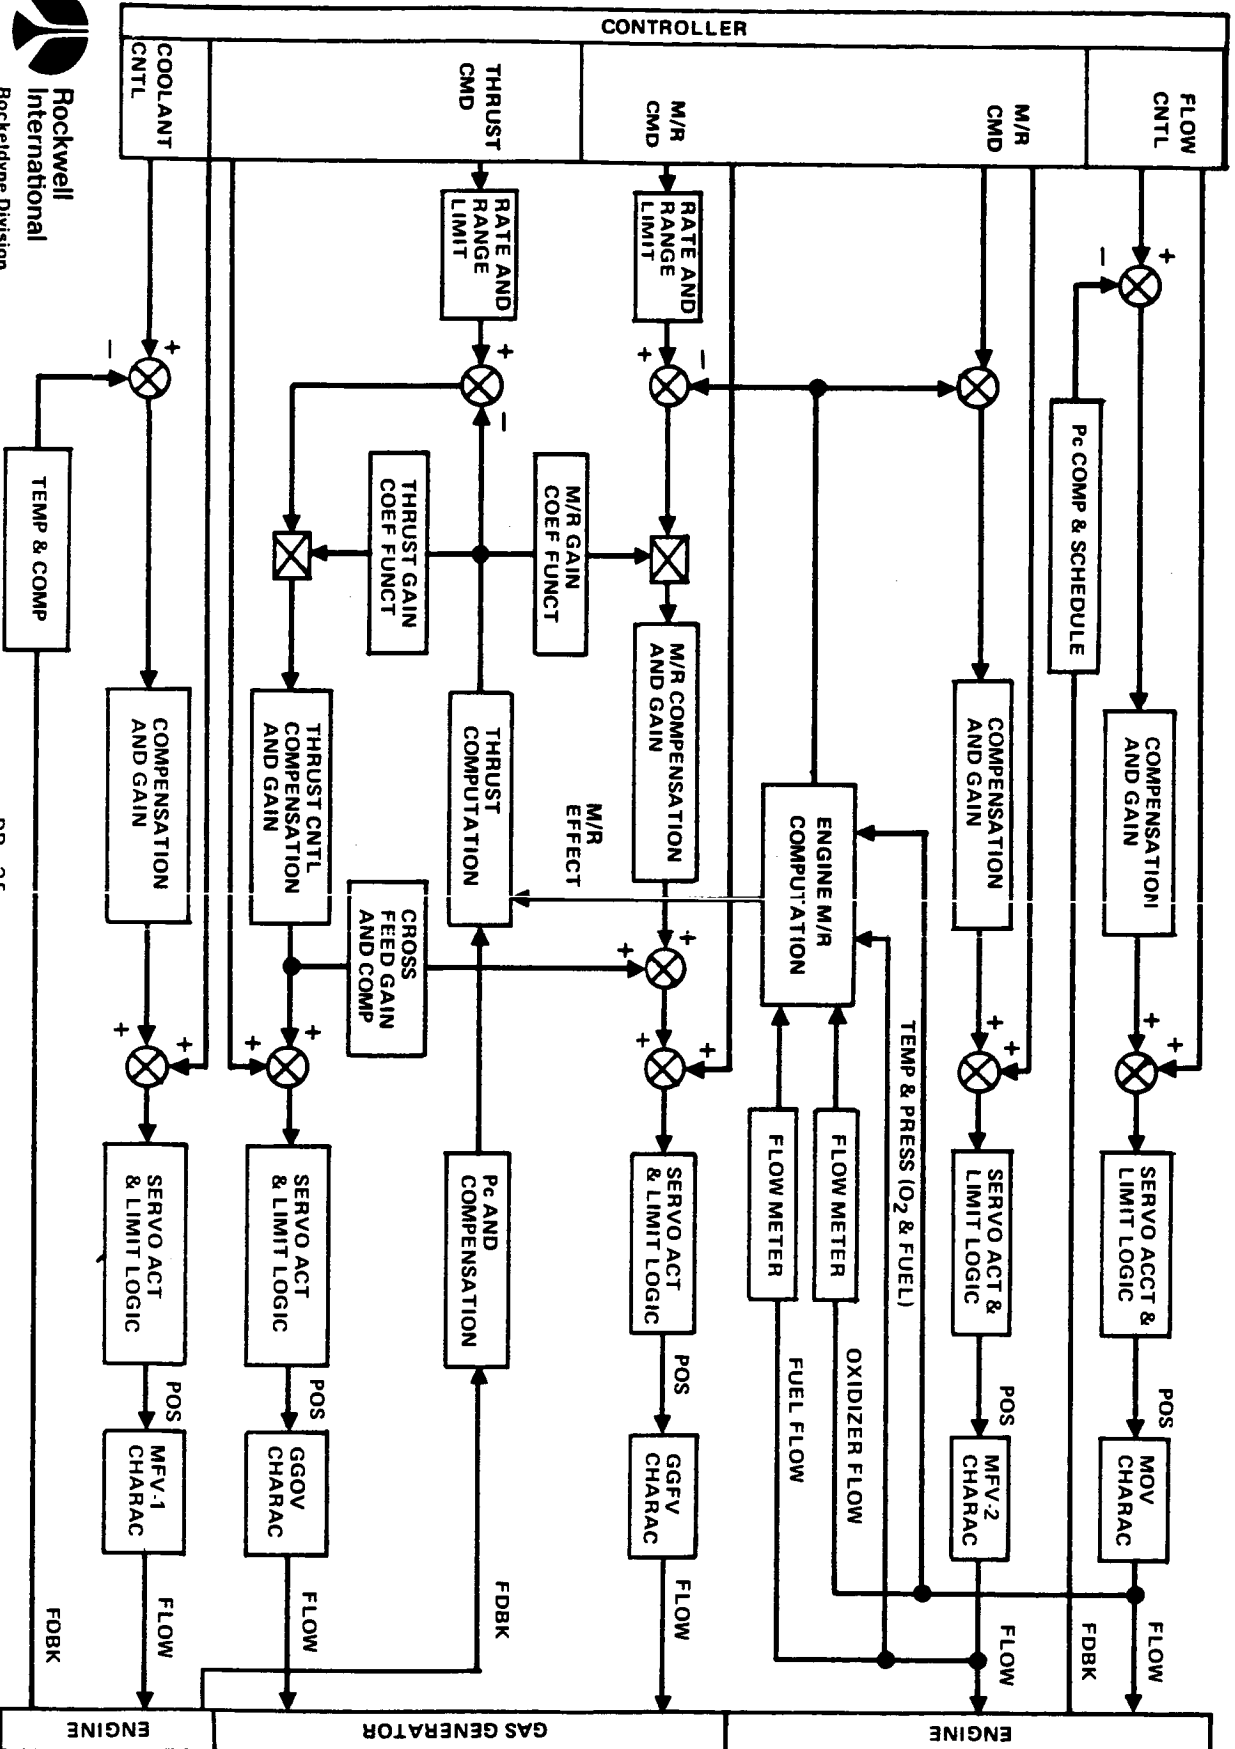 CONTROLLER
FLOW
CNTL
M/R
CMD
M/R
CMD
THRUST
CMD
COOLANT
CNTL
+
−
Pc COMP & SCHEDULE
COMPENSATION
AND GAIN
+
+
SERVO ACCT &
LIMIT LOGIC
POS
MOV
CHARAC
FLOW
FDBK
COMPENSATION
AND GAIN
+
+
SERVO ACT &
LIMIT LOGIC
POS
MFV-2
CHARAC
FLOW
ENGINE
TEMP & PRESS (O2 & FUEL)
ENGINE M/R
COMPUTATION
FLOW METER
OXIDIZER FLOW
FLOW METER
FUEL FLOW
RATE AND
RANGE
LIMIT
+
−
M/R COMPENSATION
AND GAIN
+
+
+
+
SERVO ACT
& LIMIT LOGIC
POS
GGFV
CHARAC
FLOW
M/R GAIN
COEF FUNCT
M/R
EFFECT
RATE AND
RANGE
LIMIT
+
−
THRUST
COMPUTATION
Pc AND
COMPENSATION
FDBK
GAS GENERATOR
THRUST GAIN
COEF FUNCT
CROSS
FEED GAIN
AND COMP
THRUST CNTL
COMPENSATION
AND GAIN
+
+
SERVO ACT
& LIMIT LOGIC
POS
GGOV
CHARAC
FLOW
+
−
COMPENSATION
AND GAIN
+
+
SERVO ACT
& LIMIT LOGIC
POS
MFV-1
CHARAC
FLOW
TEMP & COMP
FDBK
ENGINE
Rockwell
International
Rocketdyne Division